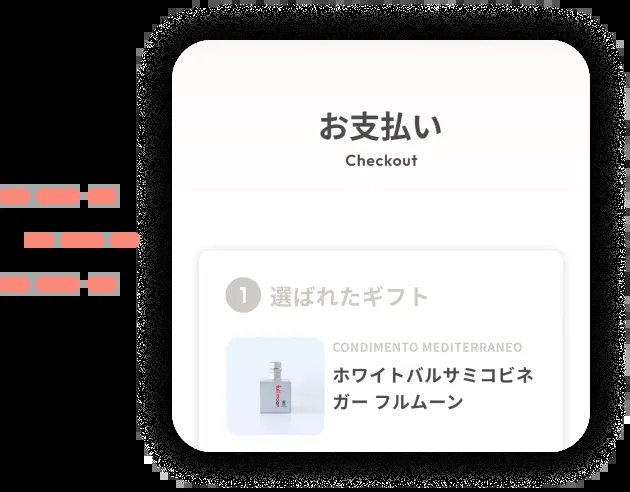 お支払い
Checkout
1 選ばれたギフト
CONDIMENTO MEDITERRANEO
ホワイトバルサミコビネ
ガー フルムーン